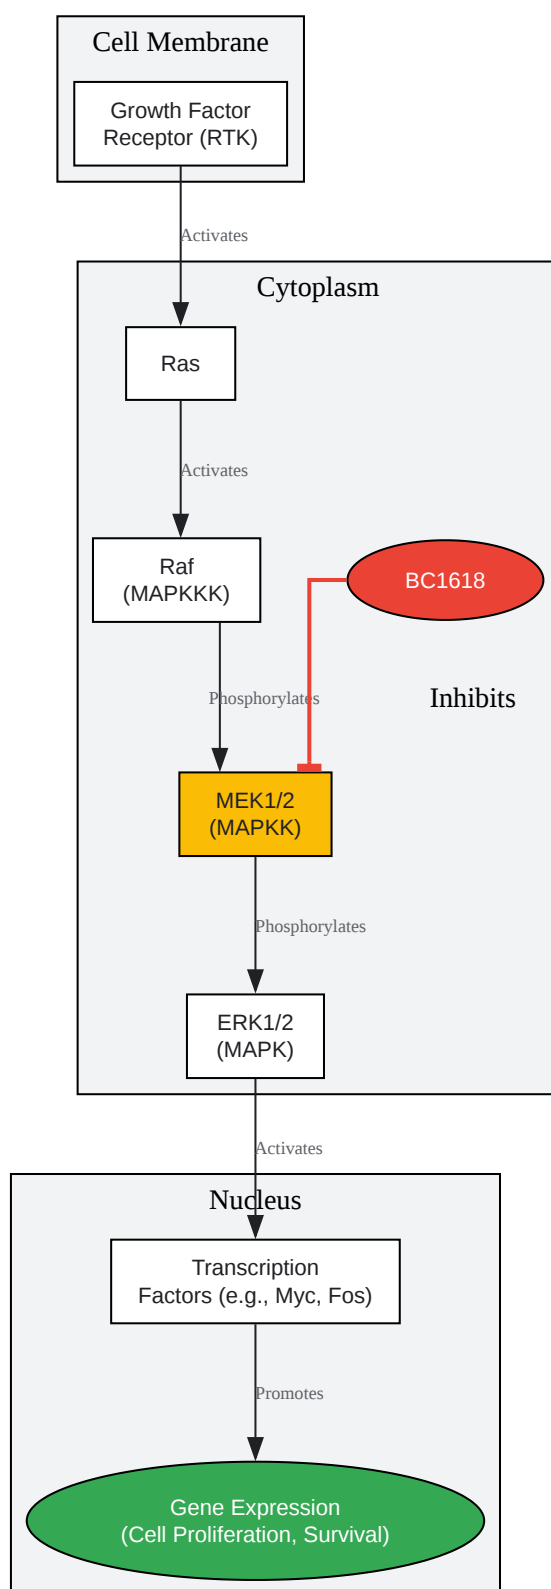 Cell Membrane
Growth Factor
Receptor (RTK)
Activates
Cytoplasm
Ras
Activates
Raf
(MAPKKK)
BC1618
Phosphorylates
Inhibits
MEK1/2
(MAPKK)
Phosphorylates
ERK1/2
(MAPK)
Activates
Nucleus
Transcription
Factors (e.g., Myc, Fos)
Promotes
Gene Expression
(Cell Proliferation, Survival)